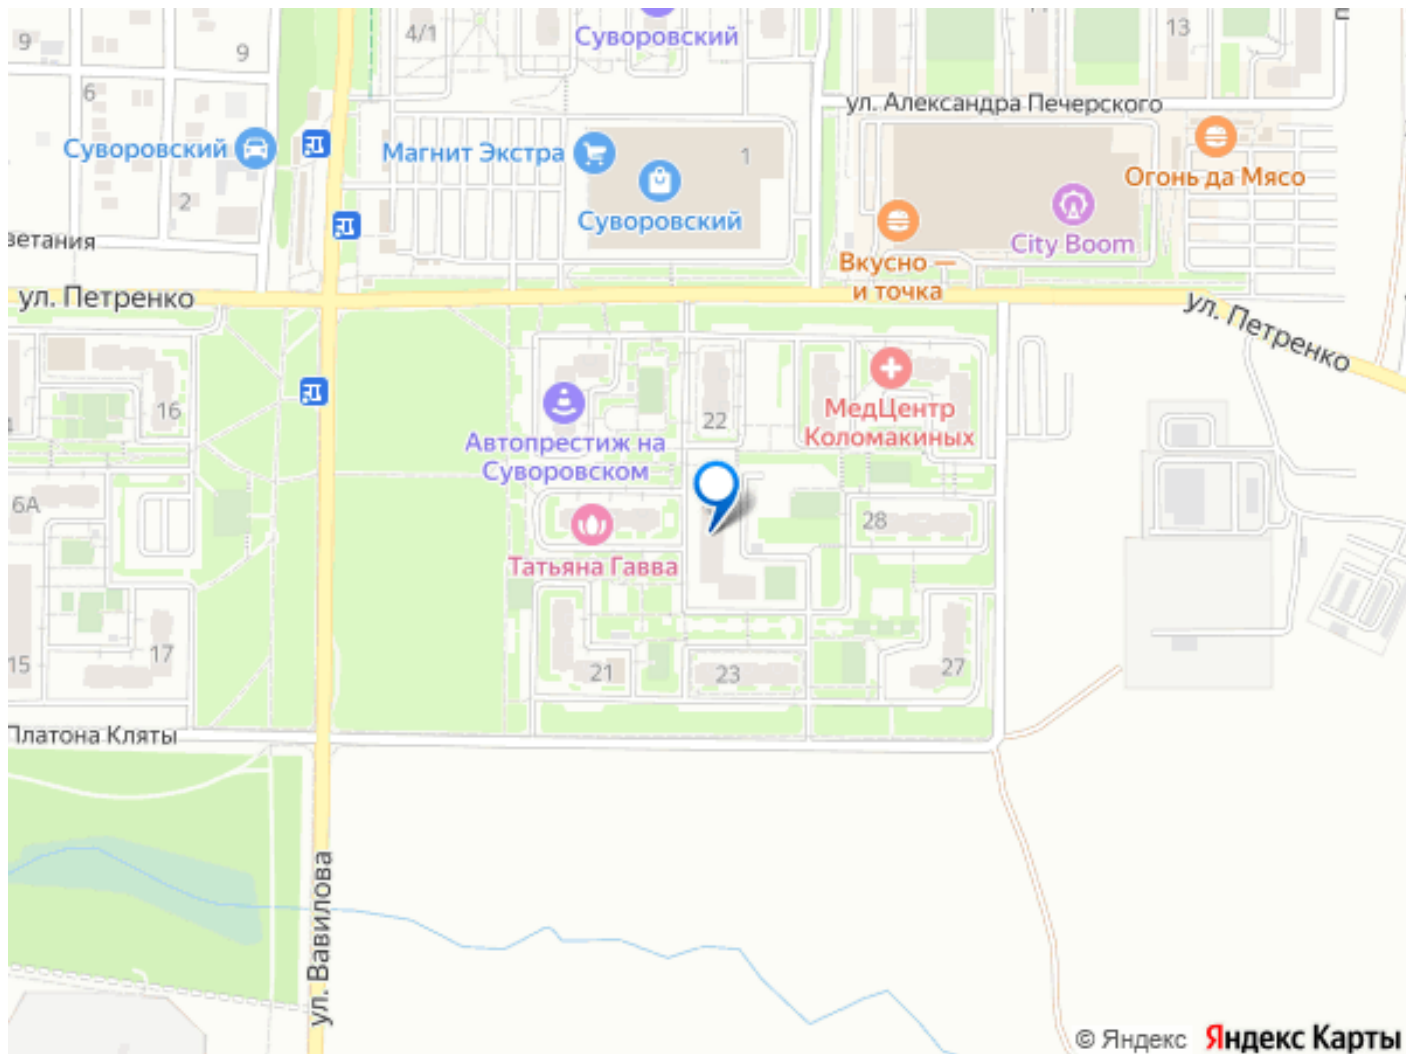 4/1
Суворовский
13
9
9
6
ул. Александра Печерского
Суворовский
Магнит Экстра
1
Огонь да Мясо
2
Суворовский
City Boom
ветания
Вкусно —
и точка
ул. Петренко
ул. Петренко
16
22
МедЦентр
Коломакиных
Автопрестиж на
Суворовском
6А
28
Татьяна Гавва
17
15
21
23
27
Платона Кляты
ул. Вавилова
© Яндекс Яндекс Карты